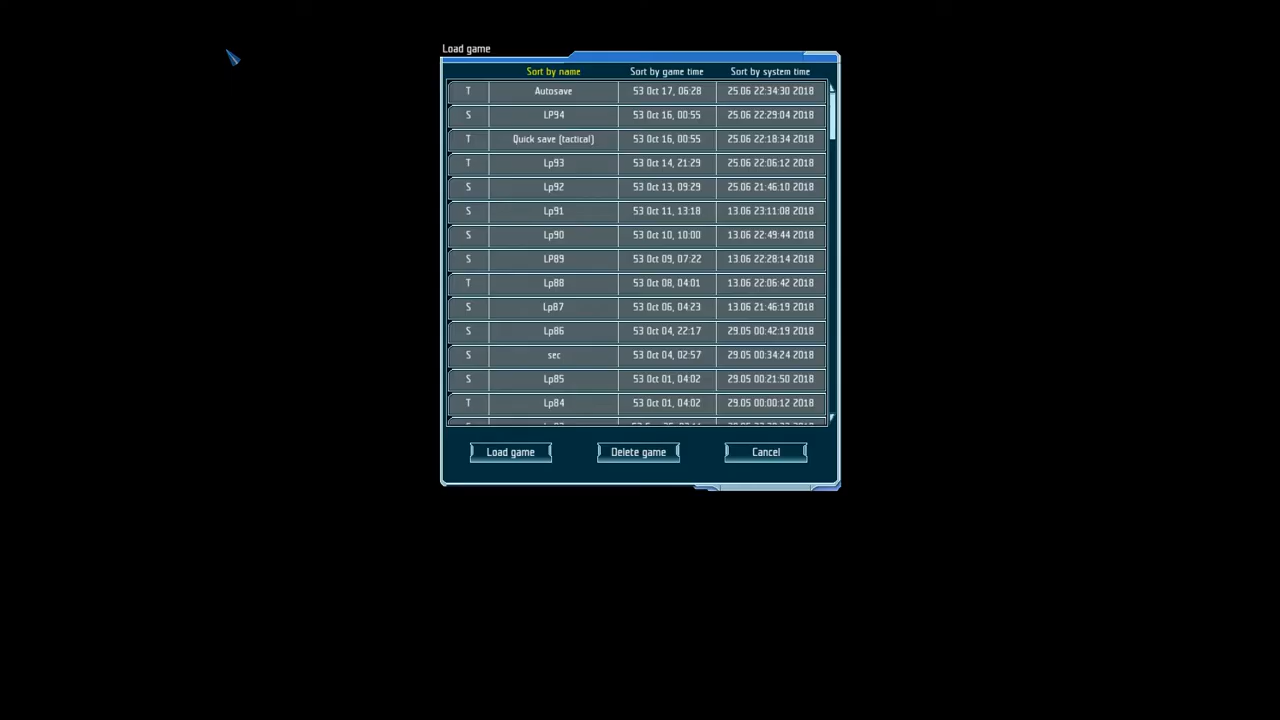 Load game
Sort by name Sort by game time Sort by system time
T Autosave 53 Oct 17, 06:28 25.06 22:34:30 2018
S LP94 53 Oct 16, 00:55 25.06 22:29:04 2018
T Quick save (tactical) 53 Oct 16, 00:55 25.06 22:18:34 2018
T Lp93 53 Oct 14, 21:29 25.06 22:06:12 2018
S Lp92 53 Oct 13, 09:29 25.06 21:46:10 2018
S Lp91 53 Oct 11, 13:18 13.06 23:11:08 2018
S Lp90 53 Oct 10, 10:00 13.06 22:49:44 2018
S LP89 53 Oct 09, 07:22 13.06 22:28:14 2018
T Lp88 53 Oct 08, 04:01 13.06 22:06:42 2018
S Lp87 53 Oct 06, 04:23 13.06 21:46:19 2018
S Lp86 53 Oct 04, 22:17 29.05 00:42:19 2018
S sec 53 Oct 04, 02:57 29.05 00:34:24 2018
S Lp85 53 Oct 01, 04:02 29.05 00:21:50 2018
T Lp84 53 Oct 01, 04:02 29.05 00:00:12 2018
Load game Delete game Cancel